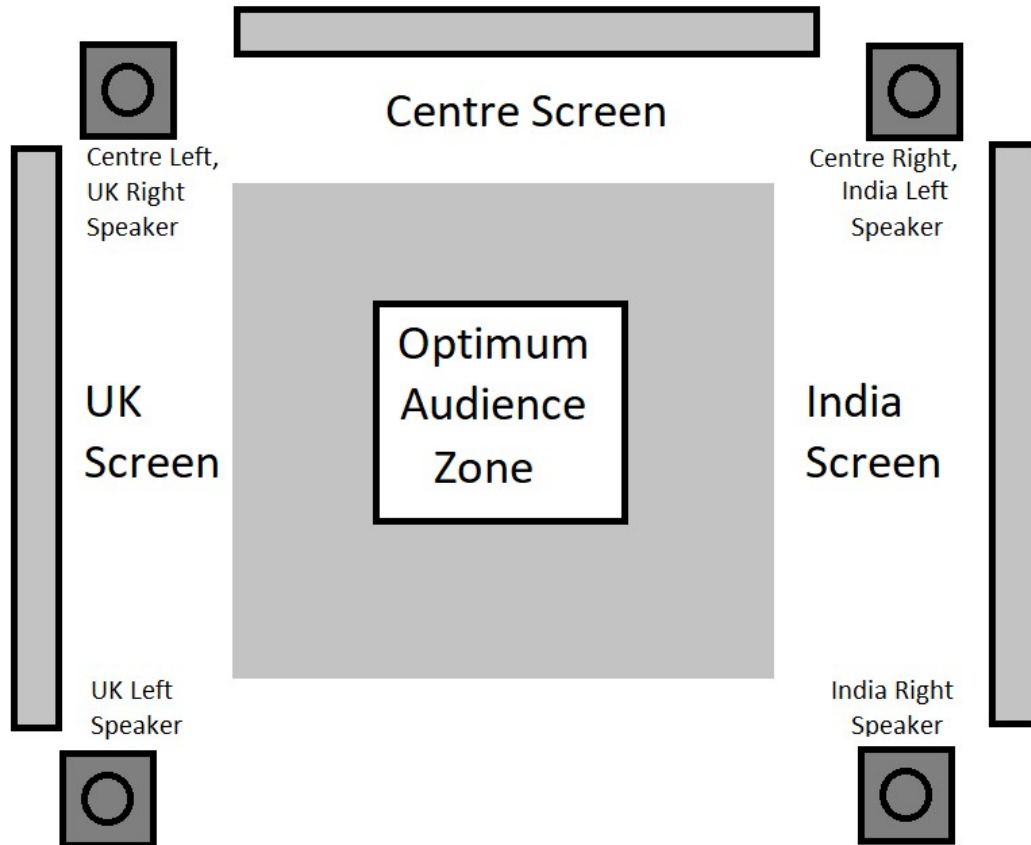 Centre Screen
Centre Left,
UK Right
Speaker
Centre Right,
India Left
Speaker
Optimum
Audience
Zone
UK
Screen
India
Screen
UK Left
Speaker
India Right
Speaker